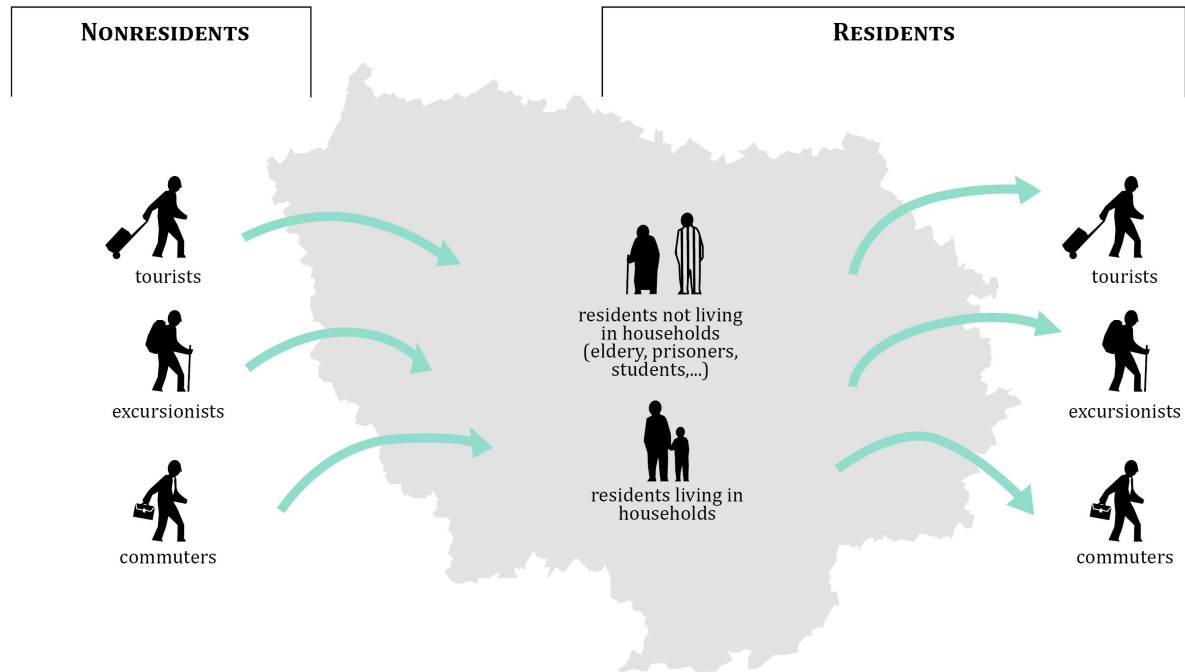 NONRESIDENTS
RESIDENTS
tourists
excursionists
commuters
residents not living
in households
(eldery, prisoners,
students,...)
residents living in
households
tourists
excursionists
commuters